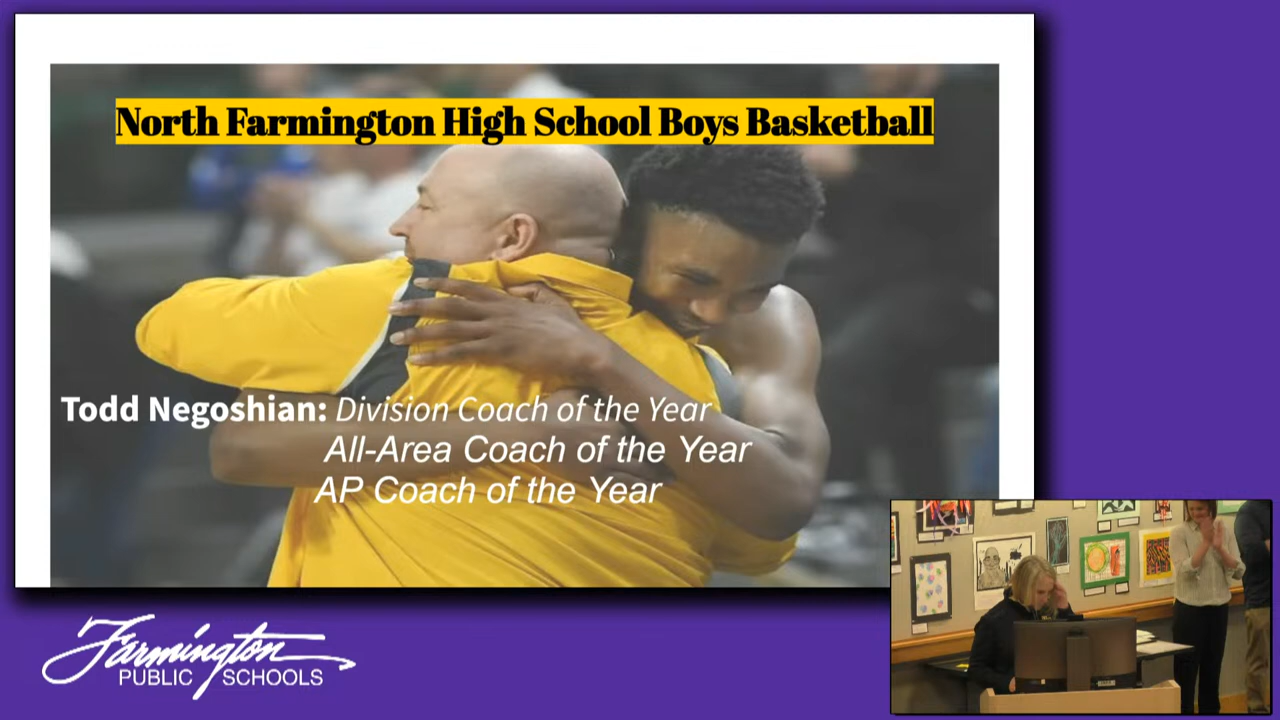 North Farmington High School Boys Basketball
Todd Negoshian: Division Coach of the Year
All-Area Coach of the Year
AP Coach of the Year
Farmington
PUBLIC SCHOOLS